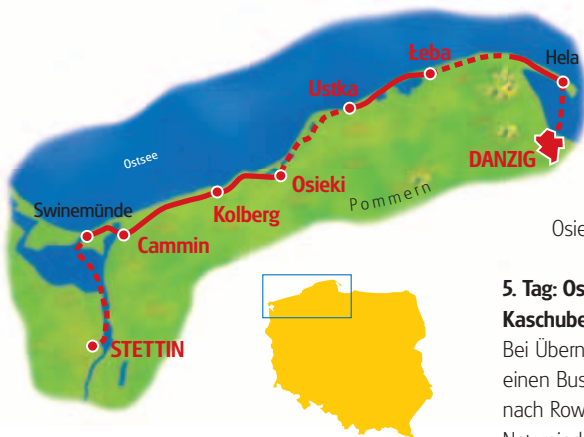 Łeba
Hela
Ustka
DANZIG
Ostsee
Osieki
Pommern
Kolberg
Swinemünde
Cammin
STETTIN
Osie
5. Tag: Os
Kaschube
Bei Übern
einen Bus
nach Row